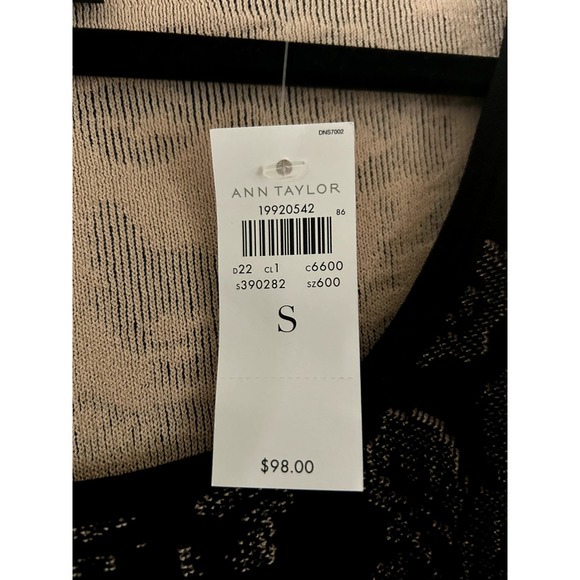 DNS7002
ANN TAYLOR
19920542 86
D22 CL1 C6600
S390282 SZ600
S
$98.00